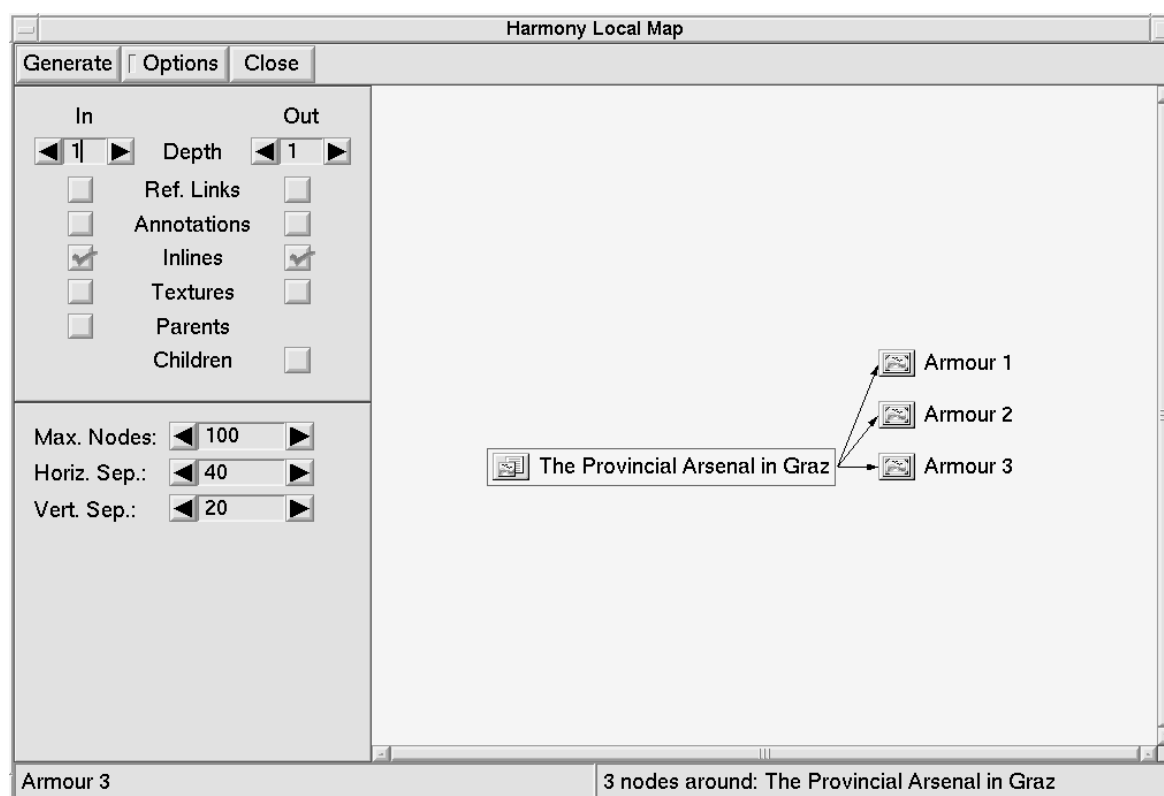 Harmony Local Map
Generate Options Close
In Out
1 Depth 1
Ref. Links
Annotations
Inlines
Textures
Parents
Children
Max. Nodes: 100
Horiz. Sep.: 40
Vert. Sep.: 20
Armour 1
Armour 2
The Provincial Arsenal in Graz Armour 3
Armour 3 3 nodes around: The Provincial Arsenal in Graz